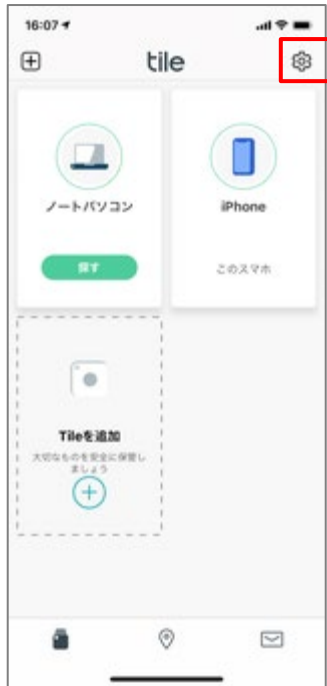 16:07
tile
ノートパソコン
iPhone
探す
このスマホ
Tileを追加
大切なものを安全に保管し
ましょう